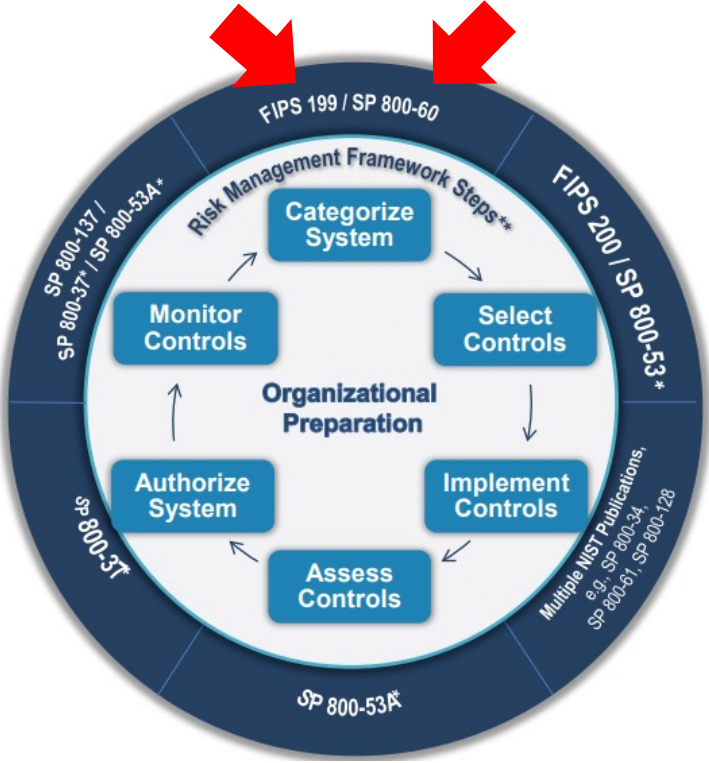 FIPS 199 / SP 800-60
FIPS 200 / SP 800-53*
Multiple NIST Publications,
e.g., SP 800-34,
SP 800-61, SP 800-128
SP 800-53A*
SP 800-37*
SP 800-137 /
SP 800-37* / SP 800-53A*
Risk Management Framework Steps**
Categorize
System
Select
Controls
Implement
Controls
Assess
Controls
Authorize
System
Monitor
Controls
Organizational
Preparation